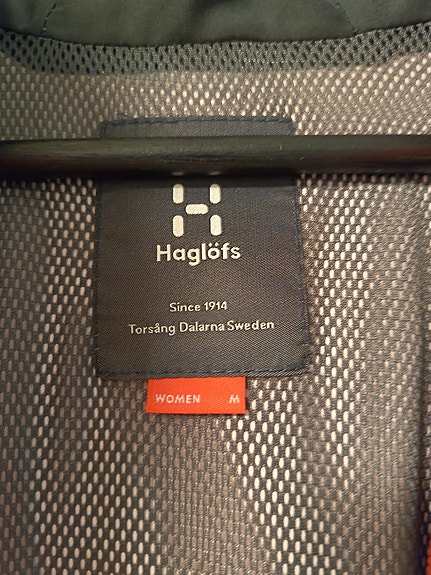 Haglöfs
Since 1914
Torsång Dalarna Sweden
WOMEN M